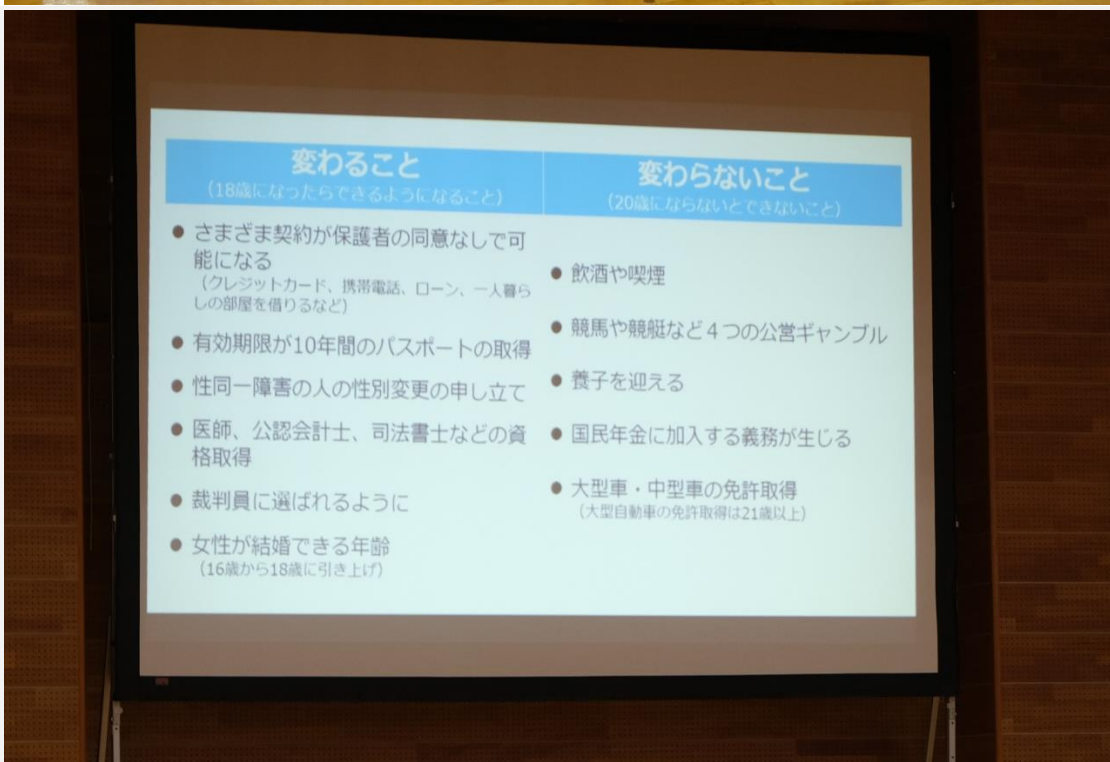 変わること
(18歳になったらできるようになること)
● さまざま契約が保護者の同意なしで可
能になる
(クレジットカード、携帯電話、ローン、一人暮ら
しの部屋を借りるなど)
● 有効期限が10年間のパスポートの取得
● 性同一障害の人の性別変更の申し立て
● 医師、公認会計士、司法書士などの資
格取得
● 裁判員に選ばれるように
● 女性が結婚できる年齢
(16歳から18歳に引き上げ)
変わらないこと
(20歳にならないとできないこと)
● 飲酒や喫煙
● 競馬や競艇など４つの公営ギャンブル
● 養子を迎える
● 国民年金に加入する義務が生じる
● 大型車・中型車の免許取得
(大型自動車の免許取得は21歳以上)